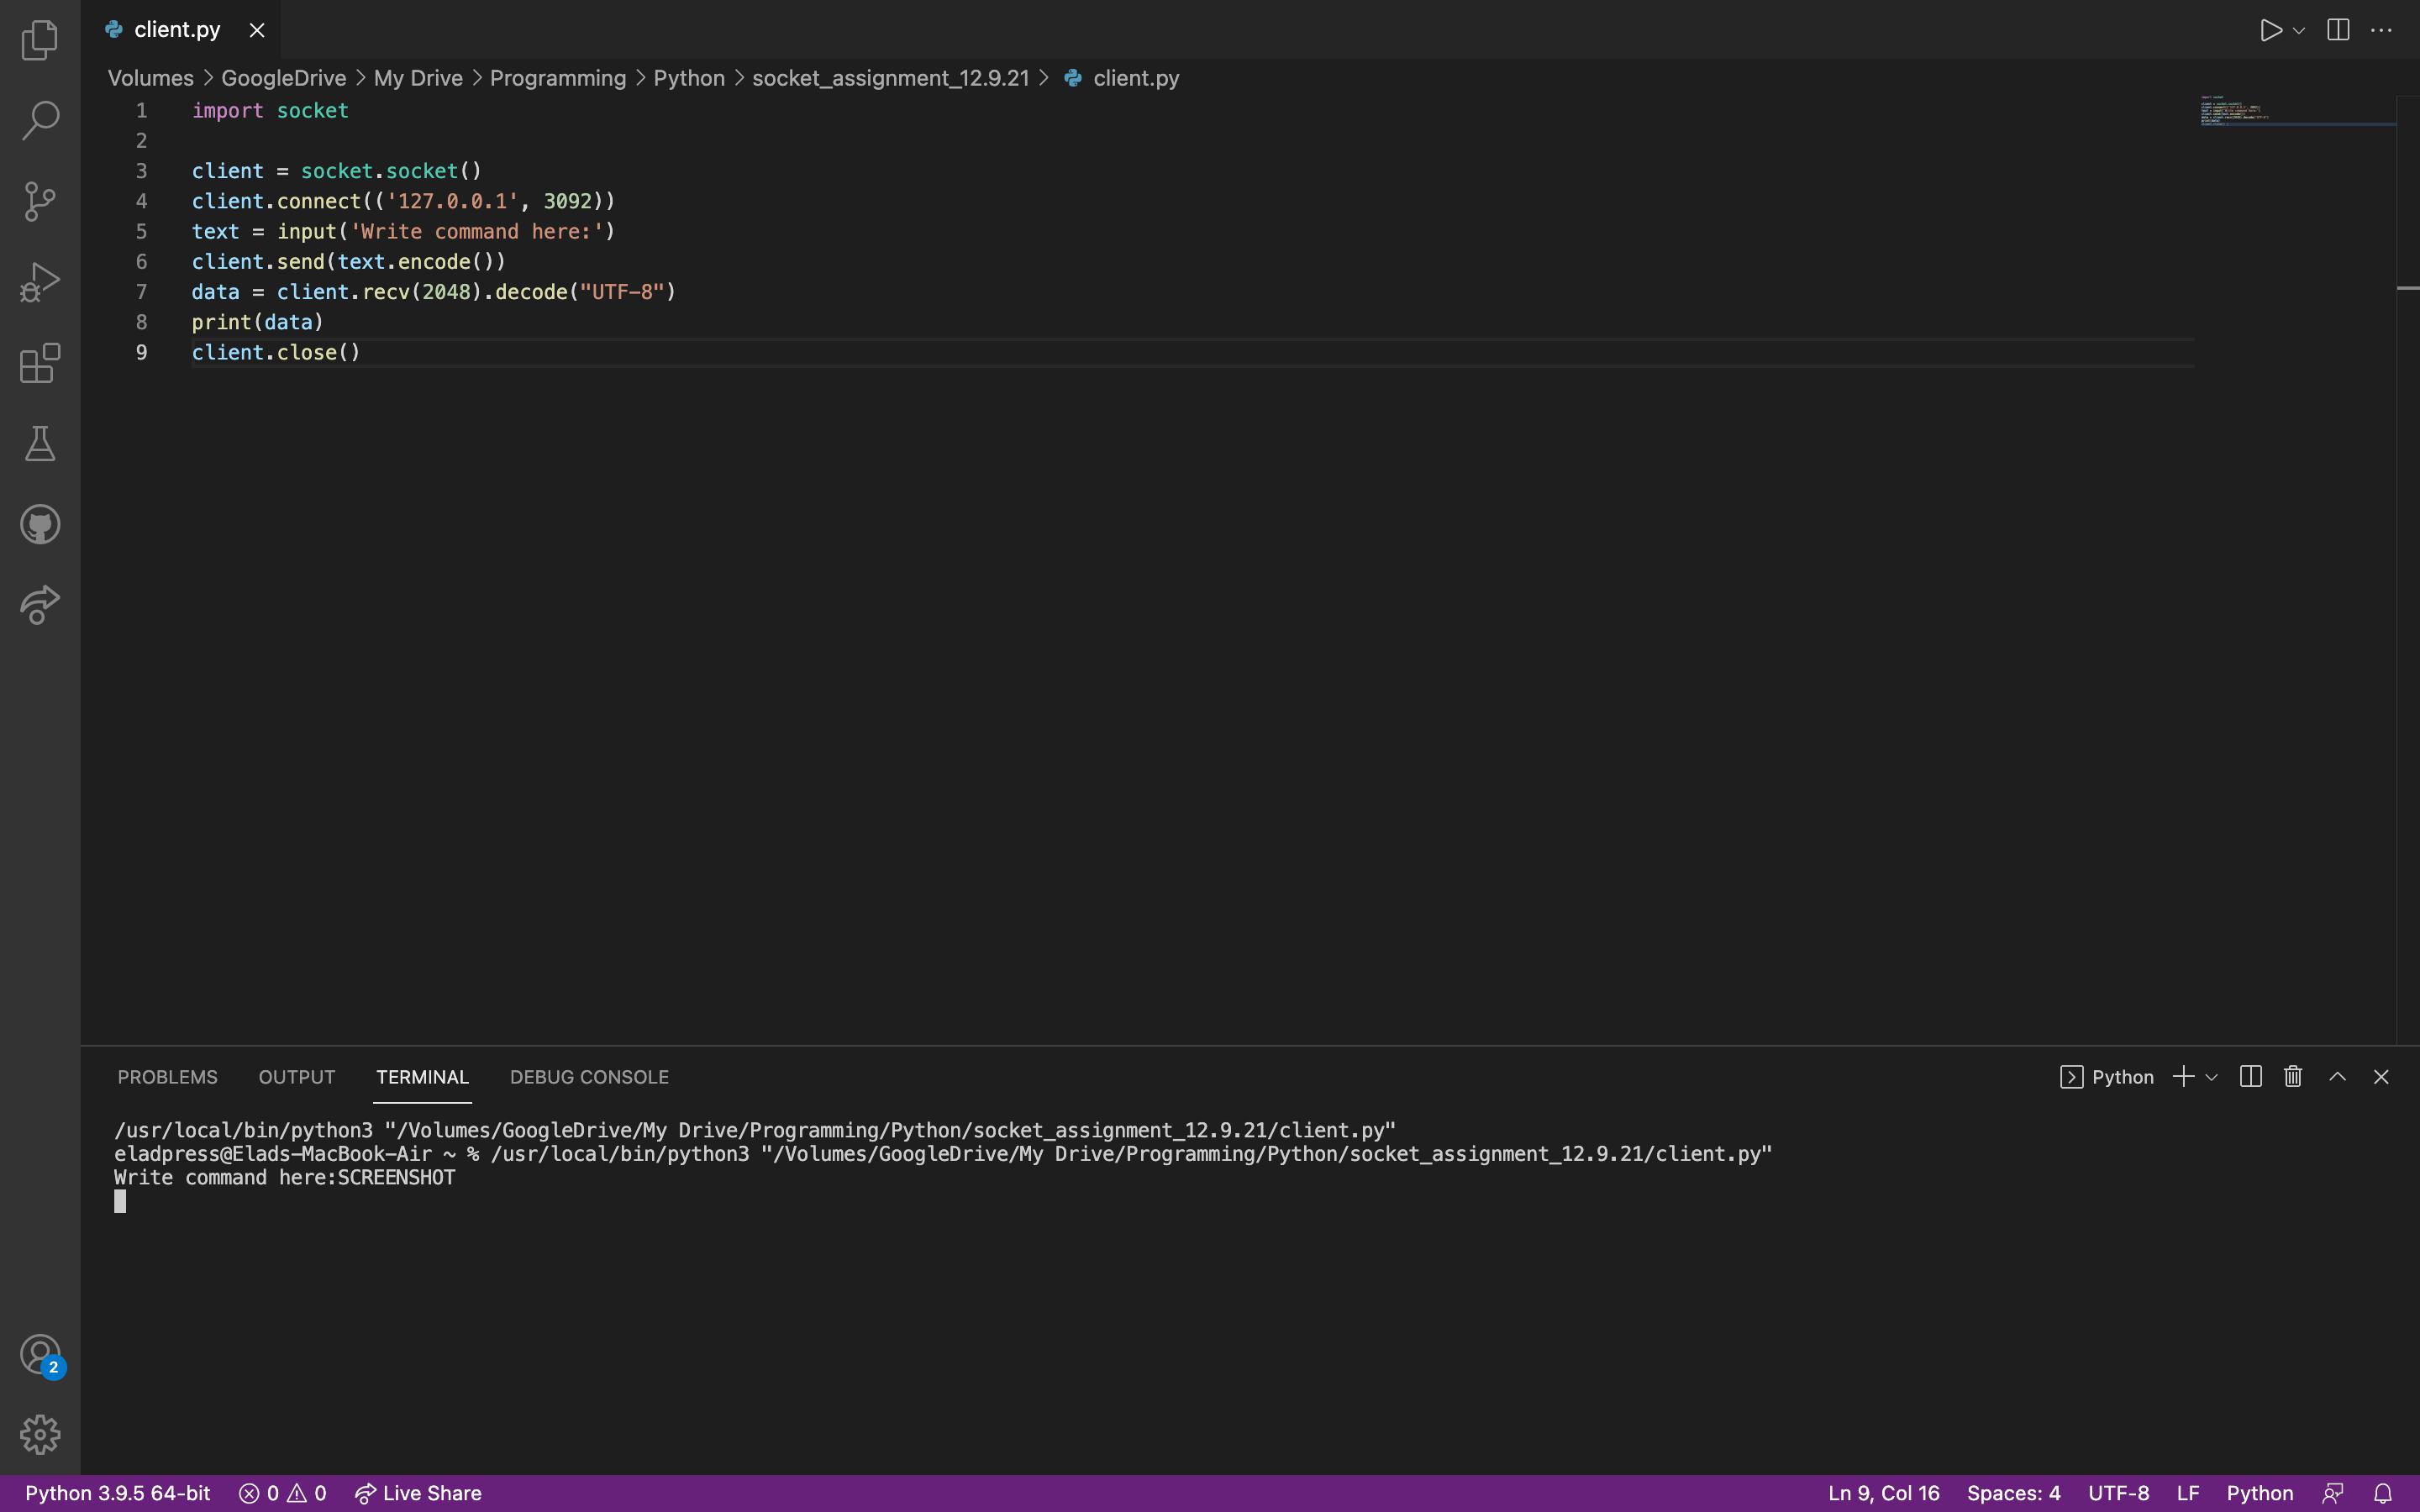 client.py
Volumes > GoogleDrive > My Drive > Programming > Python > socket_assignment_12.9.21 > client.py
1 import socket
2
3 client = socket.socket()
4 client.connect(('127.0.0.1', 3092))
5 text = input('Write command here:')
6 client.send(text.encode())
7 data = client.recv(2048).decode("UTF-8")
8 print(data)
9 client.close()
PROBLEMS OUTPUT TERMINAL DEBUG CONSOLE Python
/usr/local/bin/python3 "/Volumes/GoogleDrive/My Drive/Programming/Python/socket_assignment_12.9.21/client.py"
eladpress@Elads-MacBook-Air ~ % /usr/local/bin/python3 "/Volumes/GoogleDrive/My Drive/Programming/Python/socket_assignment_12.9.21/client.py"
Write command here:SCREENSHOT
2
Python 3.9.5 64-bit 0 0 Live Share Ln 9, Col 16 Spaces: 4 UTF-8 LF Python